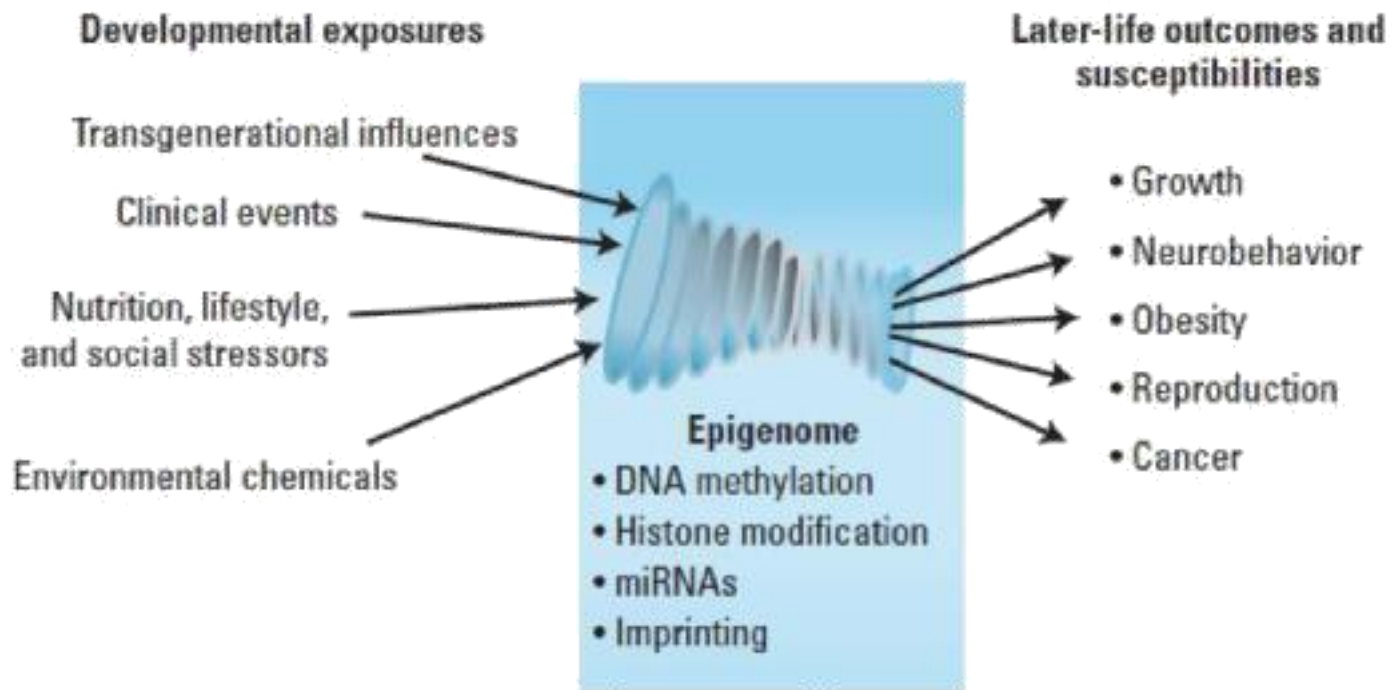 Developmental exposures
Transgenerational influences
Clinical events
Nutrition, lifestyle,
and social stressors
Environmental chemicals
Epigenome
• DNA methylation
• Histone modification
• miRNAs
• Imprinting
Later-life outcomes and
susceptibilities
• Growth
• Neurobehavior
• Obesity
• Reproduction
• Cancer